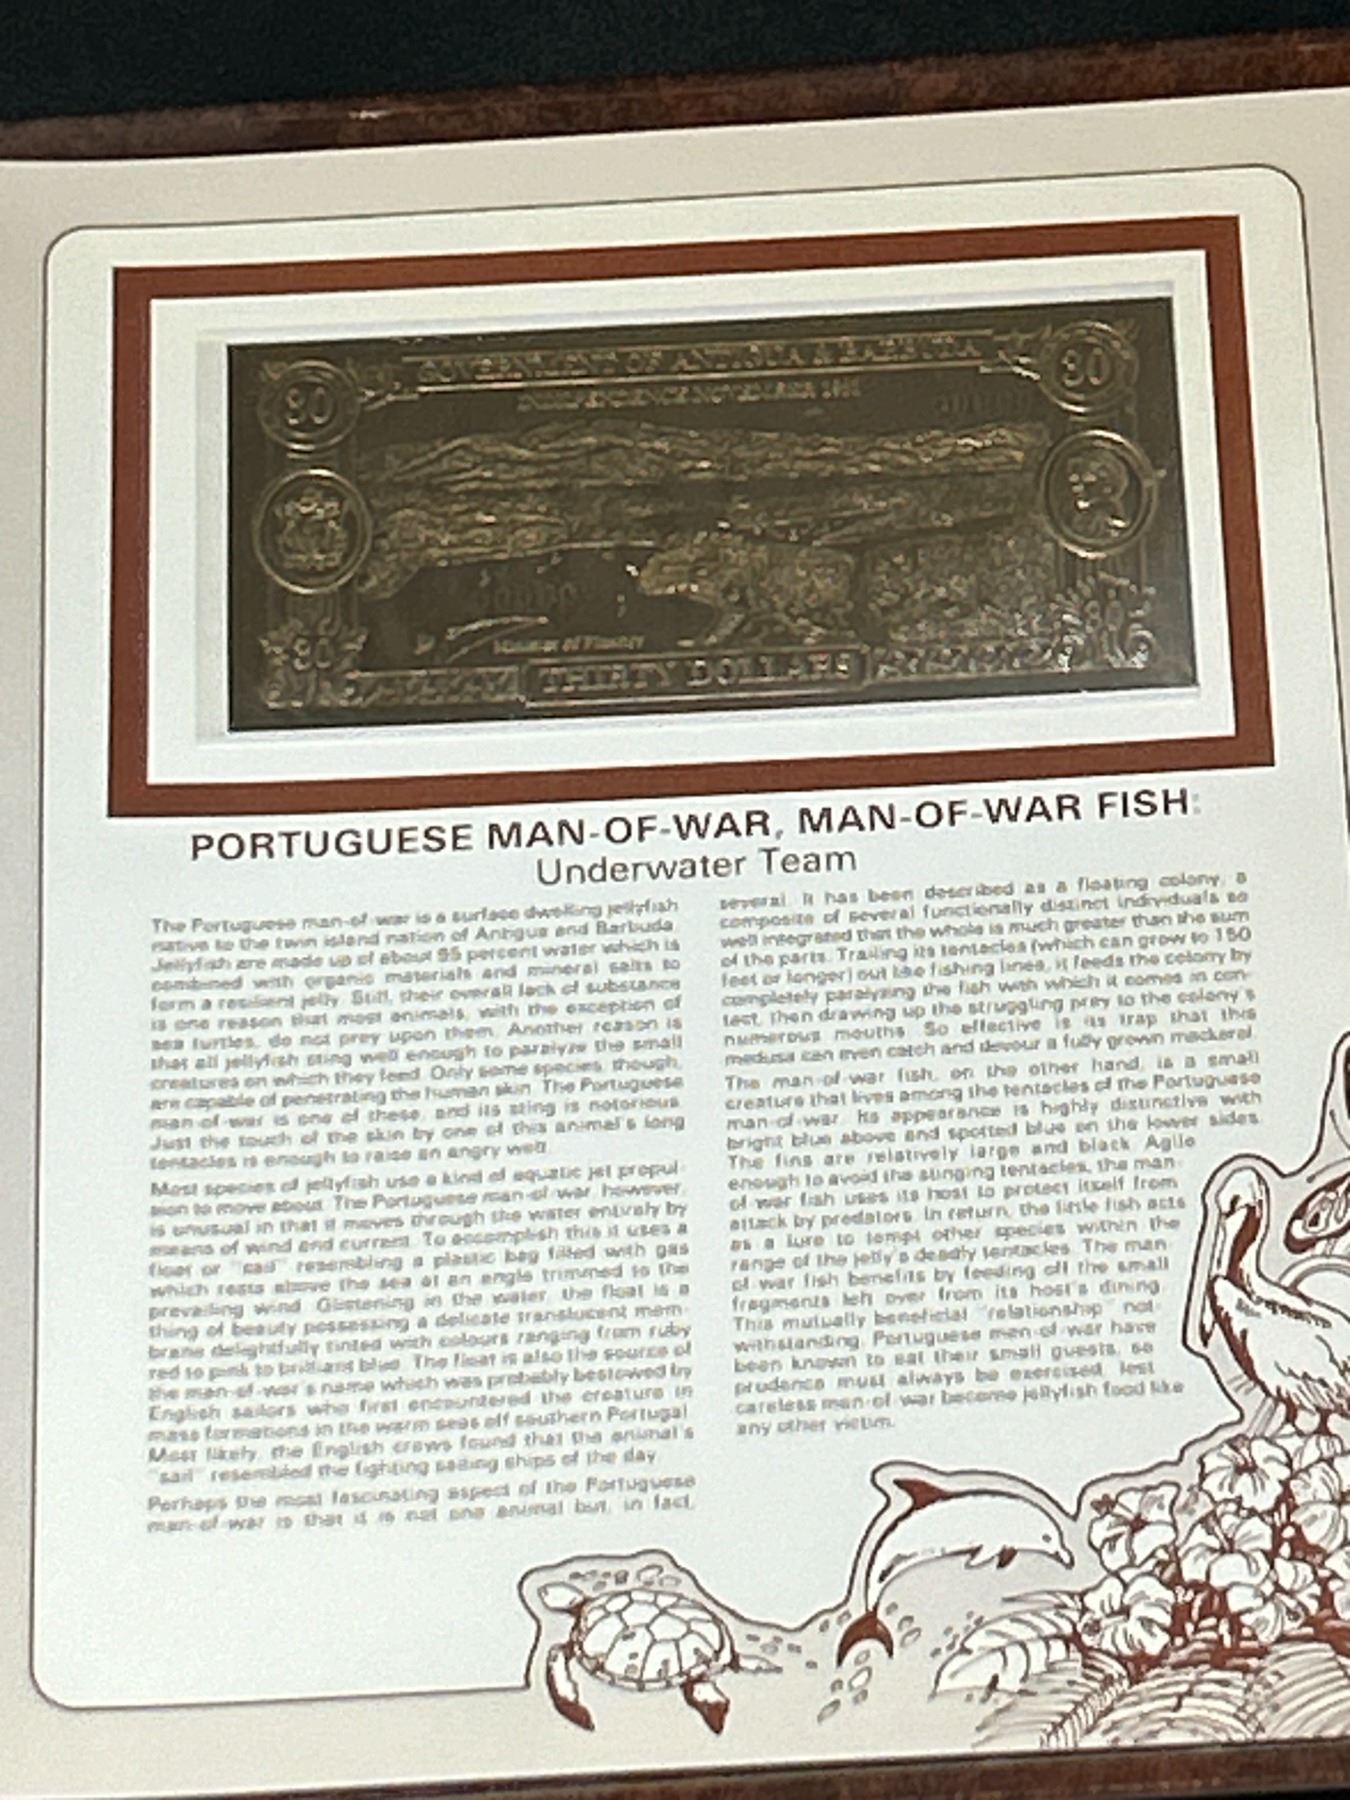 30
GOVERNMENT OF ANTIGUA & BARBUDA
30
INDEPENDENCE NOVEMBER 1981
Minister of Finance
30
THIRTY DOLLARS
PORTUGUESE MAN-OF-WAR, MAN-OF-WAR FISH:
Underwater Team
The Portuguese man-of-war is a surface dwelling jellyfish
native to the twin island nation of Antigua and Barbuda.
Jellyfish are made up of about 95 percent water which is
combined with organic materials and mineral salts to
form a resilient jelly. Still, their overall lack of substance
is one reason that most animals, with the exception of
sea turtles, do not prey upon them. Another reason is
that all jellyfish sting well enough to paralyze the small
creatures on which they feed. Only some species, though,
are capable of penetrating the human skin. The Portuguese
man-of-war is one of these, and its sting is notorious.
Just the touch of the skin by one of this animal's long
tentacles is enough to raise an angry welt.
Most species of jellyfish use a kind of aquatic jet propul-
sion to move about. The Portuguese man-of-war, however,
is unusual in that it moves through the water entirely by
means of wind and current. To accomplish this it uses a
float or "sail" resembling a plastic bag filled with gas
which rests above the sea at an angle trimmed to the
prevailing wind. Glistening in the water, the float is a
thing of beauty possessing a delicate translucent mem-
brane delightfully tinted with colours ranging from ruby
red to pink to brilliant blue. The float is also the source of
the man-of-war's name which was probably bestowed by
English sailors who first encountered the creature in
mass formations in the warm seas off southern Portugal.
Most likely, the English crews found that the animal's
"sail" resembled the fighting sailing ships of the day.
Perhaps the most fascinating aspect of the Portuguese
man-of-war is that it is not one animal but, in fact,
several. It has been described as a floating colony, a
composite of several functionally distinct individuals so
well integrated that the whole is much greater than the sum
of the parts. Trailing its tentacles (which can grow to 150
feet or longer) out like fishing lines, it feeds the colony by
completely paralyzing the fish with which it comes in con-
tact, then drawing up the struggling prey to the colony's
numerous mouths. So effective is its trap that this
medusa can even catch and devour a fully grown mackerel.
The man-of-war fish, on the other hand, is a small
creature that lives among the tentacles of the Portuguese
man-of-war. Its appearance is highly distinctive with
bright blue above and spotted blue on the lower sides.
The fins are relatively large and black. Agile
enough to avoid the stinging tentacles, the man-
of-war fish uses its host to protect itself from
attack by predators. In return, the little fish acts
as a lure to tempt other species within the
range of the jelly's deadly tentacles. The man-
of-war fish benefits by feeding off the small
fragments left over from its host's dining.
This mutually beneficial "relationship" not-
withstanding, Portuguese men-of-war have
been known to eat their small guests, so
prudence must always be exercised, lest
careless men-of-war become jellyfish food like
any other victim.